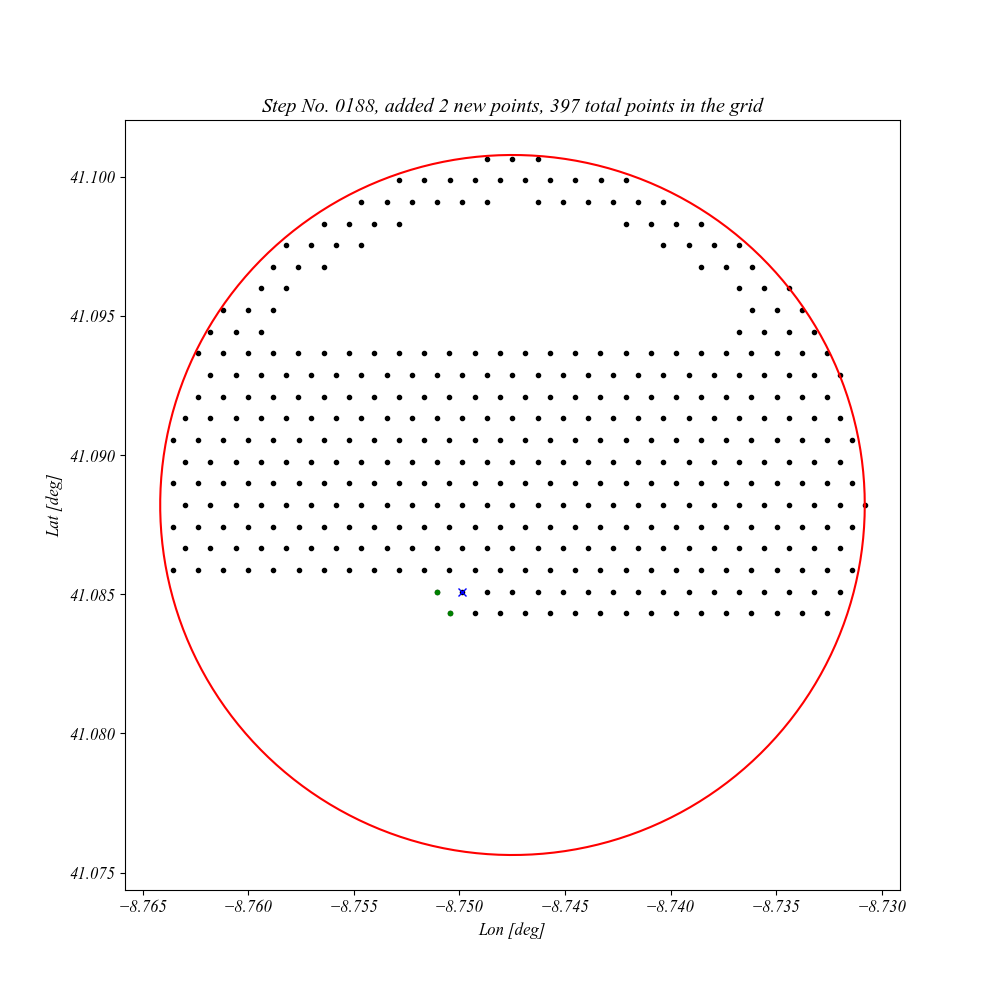 Step No. 0188, added 2 new points, 397 total points in the grid
41.100
41.095
41.090
41.085
41.080
41.075
Lat [deg]
−8.765 −8.760 −8.755 −8.750 −8.745 −8.740 −8.735 −8.730
Lon [deg]